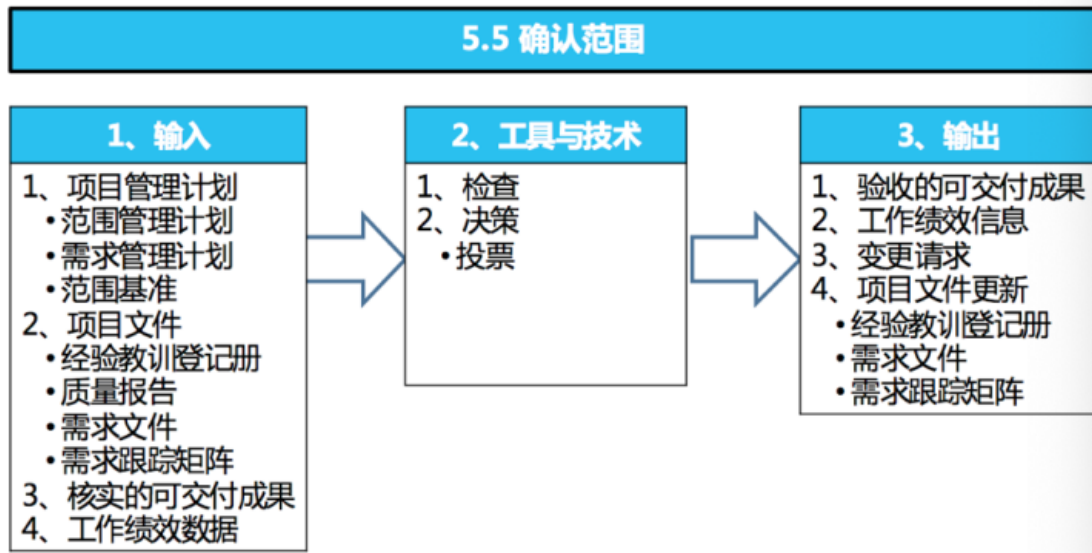 5.5 确认范围
1、输入
1、项目管理计划
•范围管理计划
•需求管理计划
•范围基准
2、项目文件
•经验教训登记册
•质量报告
•需求文件
•需求跟踪矩阵
3、核实的可交付成果
4、工作绩效数据
2、工具与技术
1、检查
2、决策
•投票
3、输出
1、验收的可交付成果
2、工作绩效信息
3、变更请求
4、项目文件更新
•经验教训登记册
•需求文件
•需求跟踪矩阵